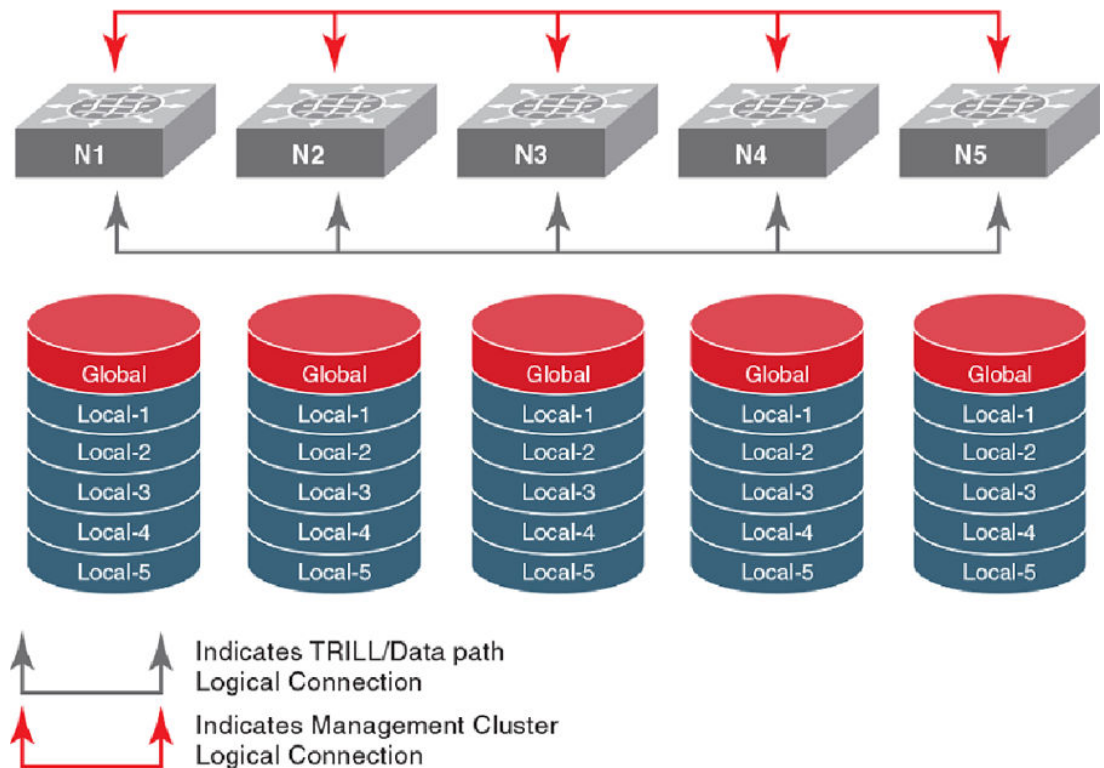 N1 N2 N3 N4 N5
Global Global Global Global Global
Local-1 Local-1 Local-1 Local-1 Local-1
Local-2 Local-2 Local-2 Local-2 Local-2
Local-3 Local-3 Local-3 Local-3 Local-3
Local-4 Local-4 Local-4 Local-4 Local-4
Local-5 Local-5 Local-5 Local-5 Local-5
Indicates TRILL/Data path
Logical Connection
Indicates Management Cluster
Logical Connection